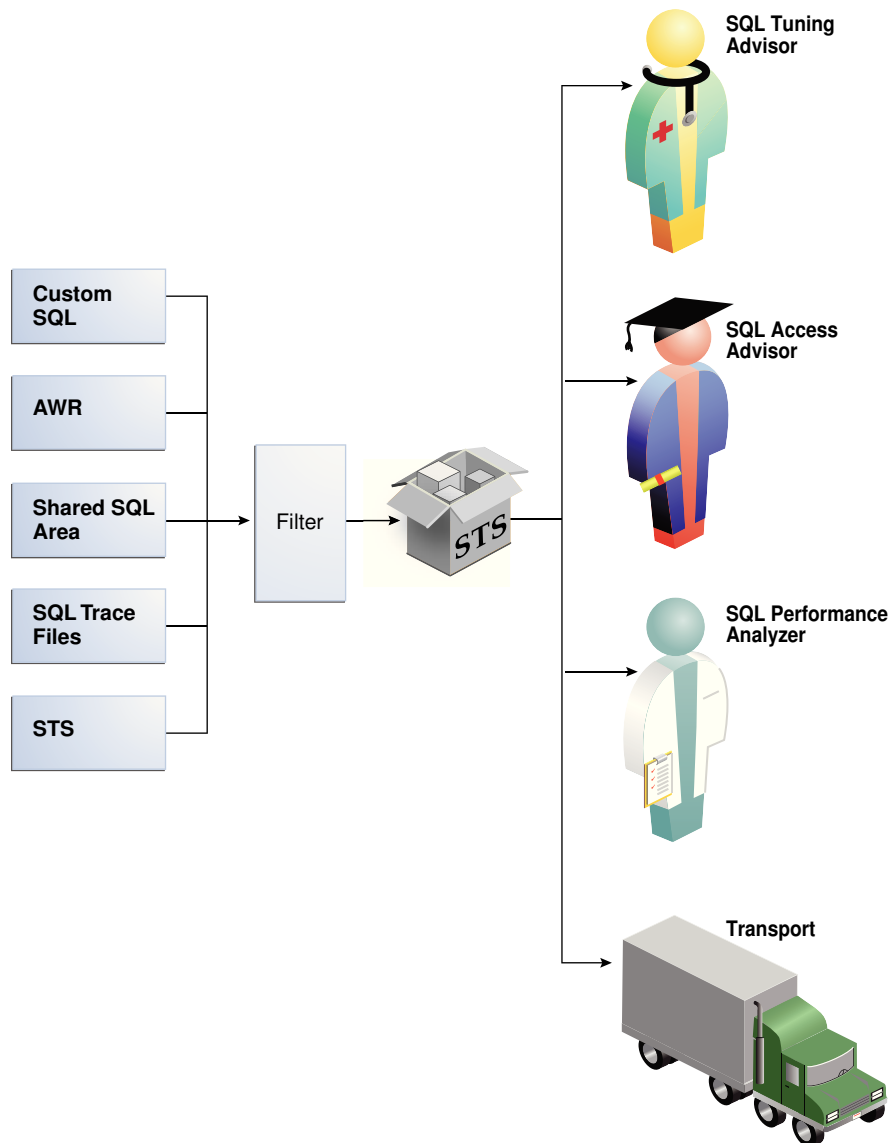 SQL Tuning
Advisor
Custom
SQL
AWR
Shared SQL
Area
SQL Trace
Files
STS
Filter
STS
SQL Access
Advisor
SQL Performance
Analyzer
Transport